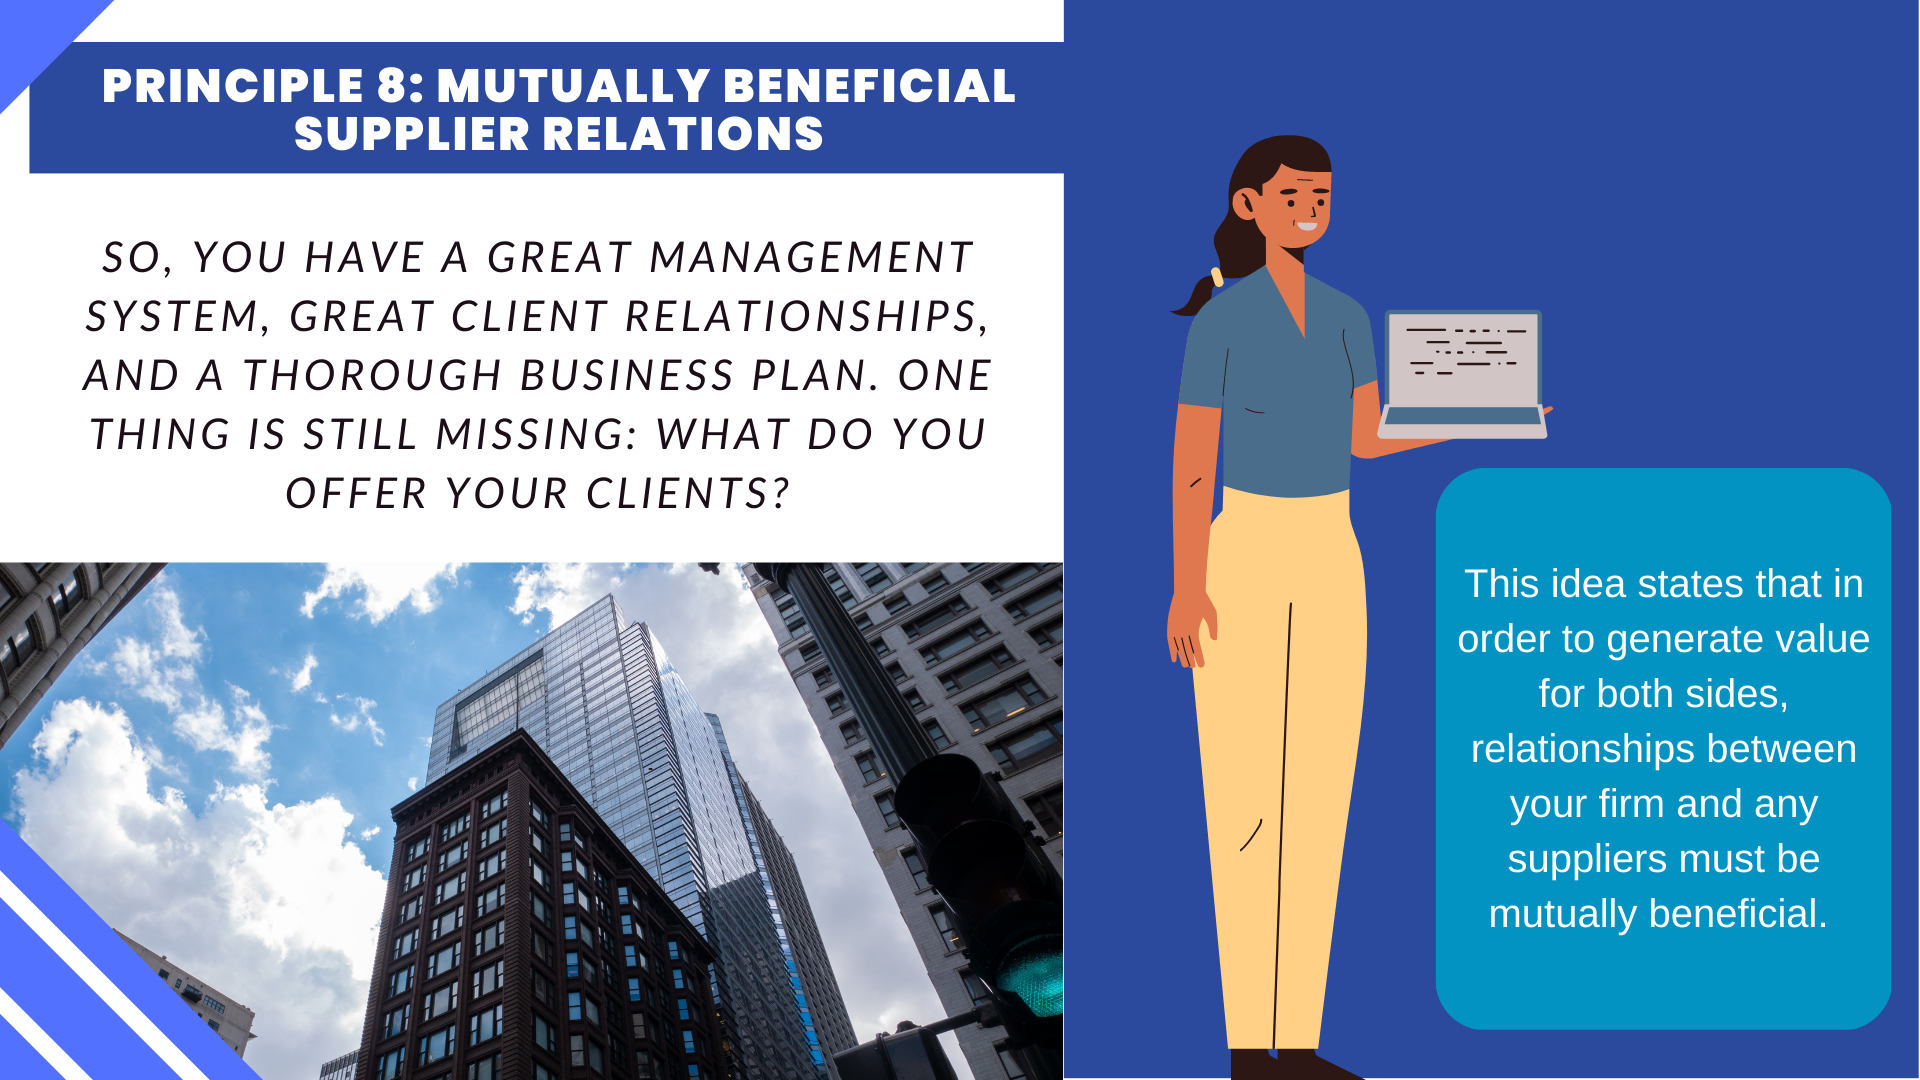 PRINCIPLE 8: MUTUALLY BENEFICIAL
SUPPLIER RELATIONS
SO, YOU HAVE A GREAT MANAGEMENT
SYSTEM, GREAT CLIENT RELATIONSHIPS,
AND A THOROUGH BUSINESS PLAN. ONE
THING IS STILL MISSING: WHAT DO YOU
OFFER YOUR CLIENTS?
This idea states that in
order to generate value
for both sides,
relationships between
your firm and any
suppliers must be
mutually beneficial.